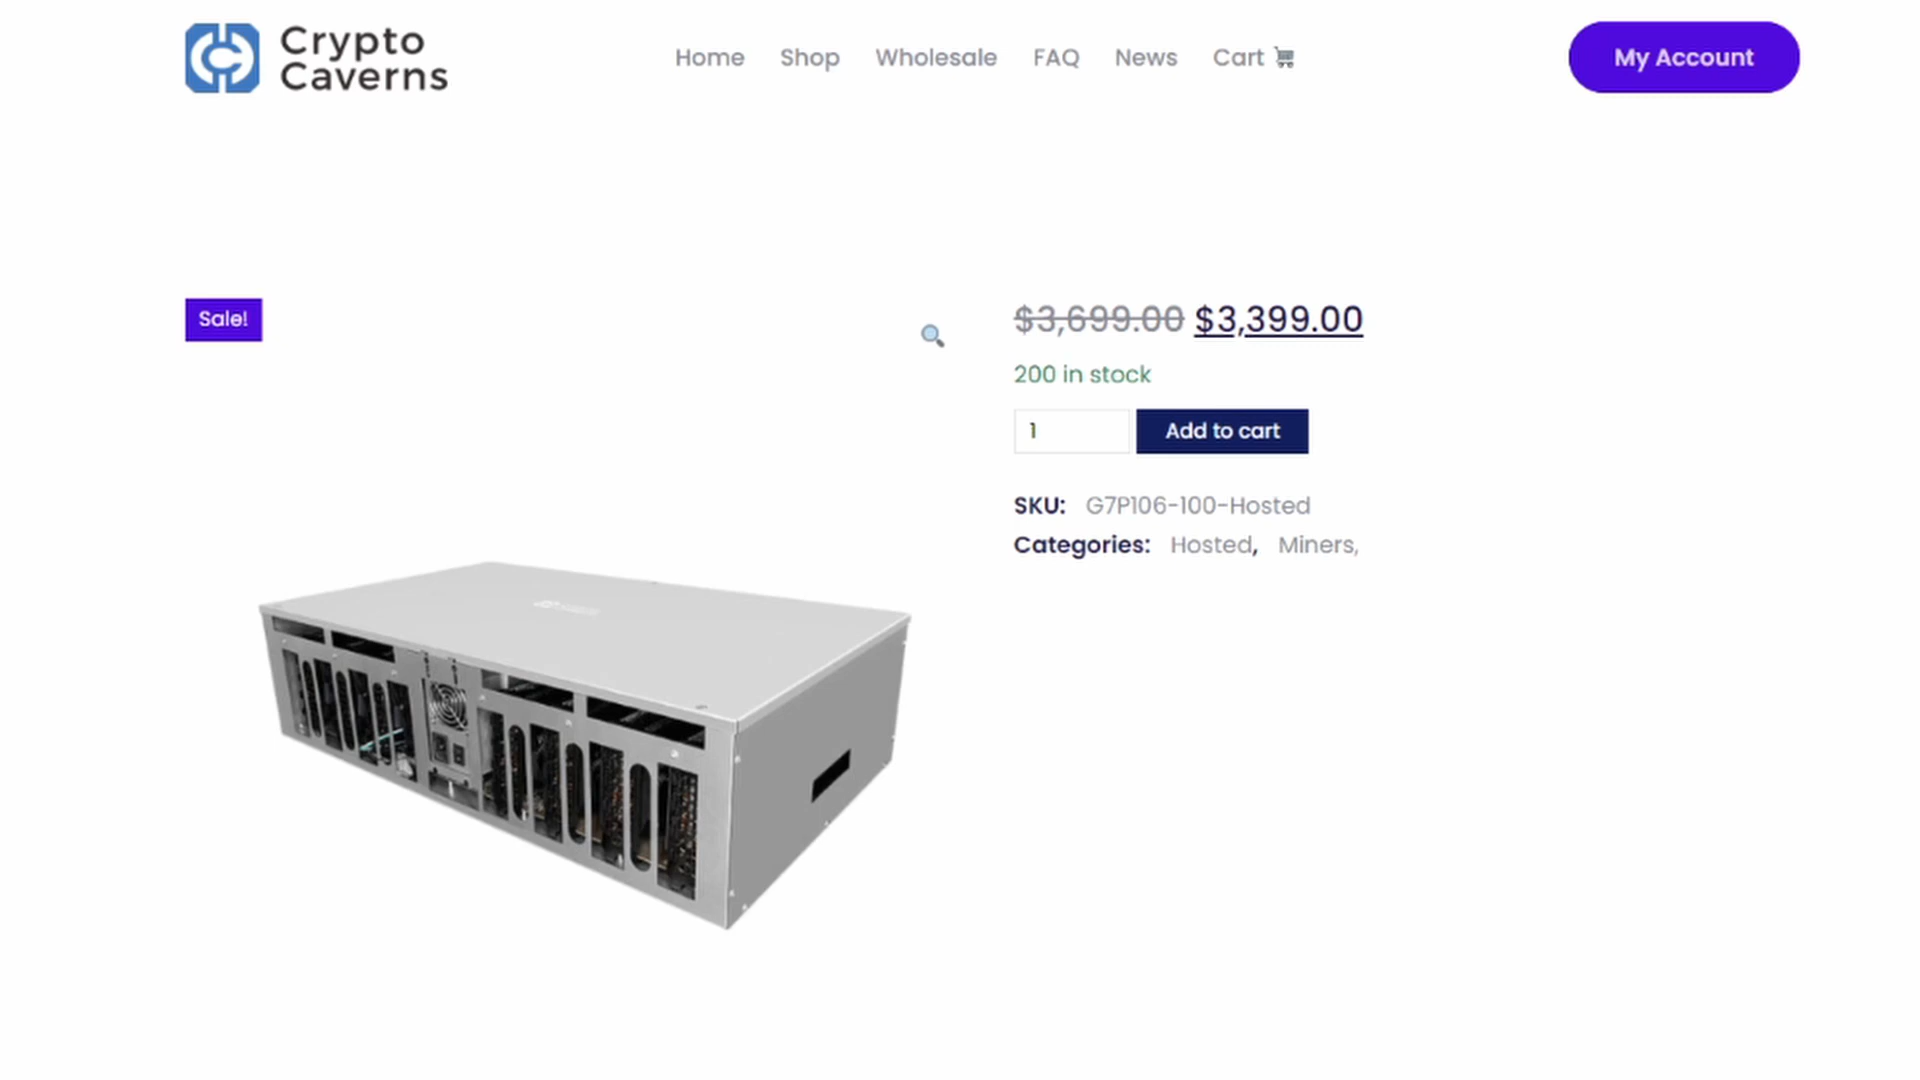 Crypto
Caverns
Home Shop Wholesale FAQ News Cart
My Account
Sale!
$3,699.00 $3,399.00
200 in stock
1
Add to cart
SKU: G7P106-100-Hosted
Categories: Hosted, Miners,